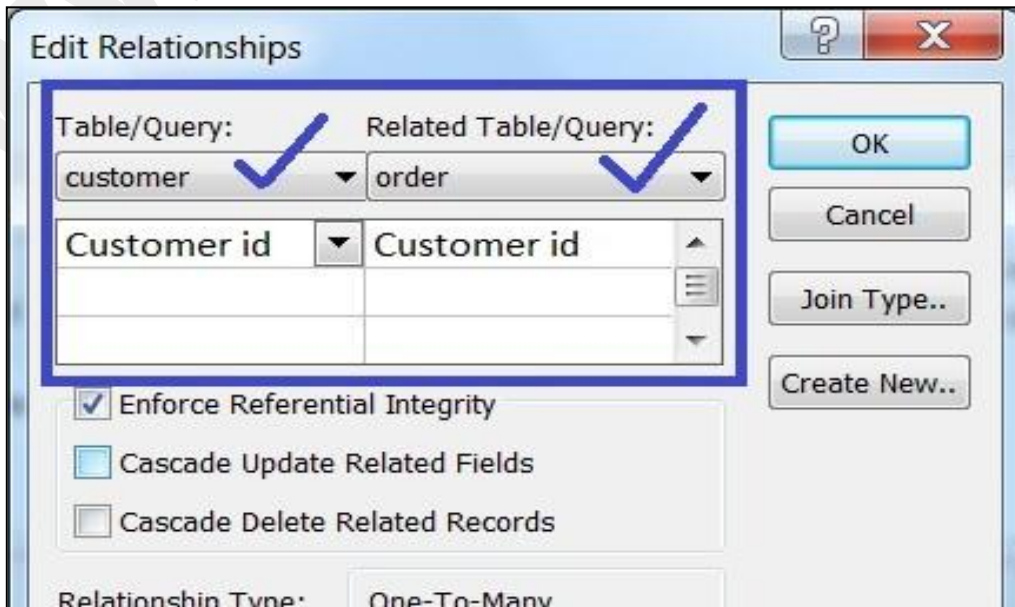 Edit Relationships
Table/Query: Related Table/Query:
customer order
Customer id Customer id
Enforce Referential Integrity
Cascade Update Related Fields
Cascade Delete Related Records
Relationship Type: One-To-Many
OK
Cancel
Join Type..
Create New..